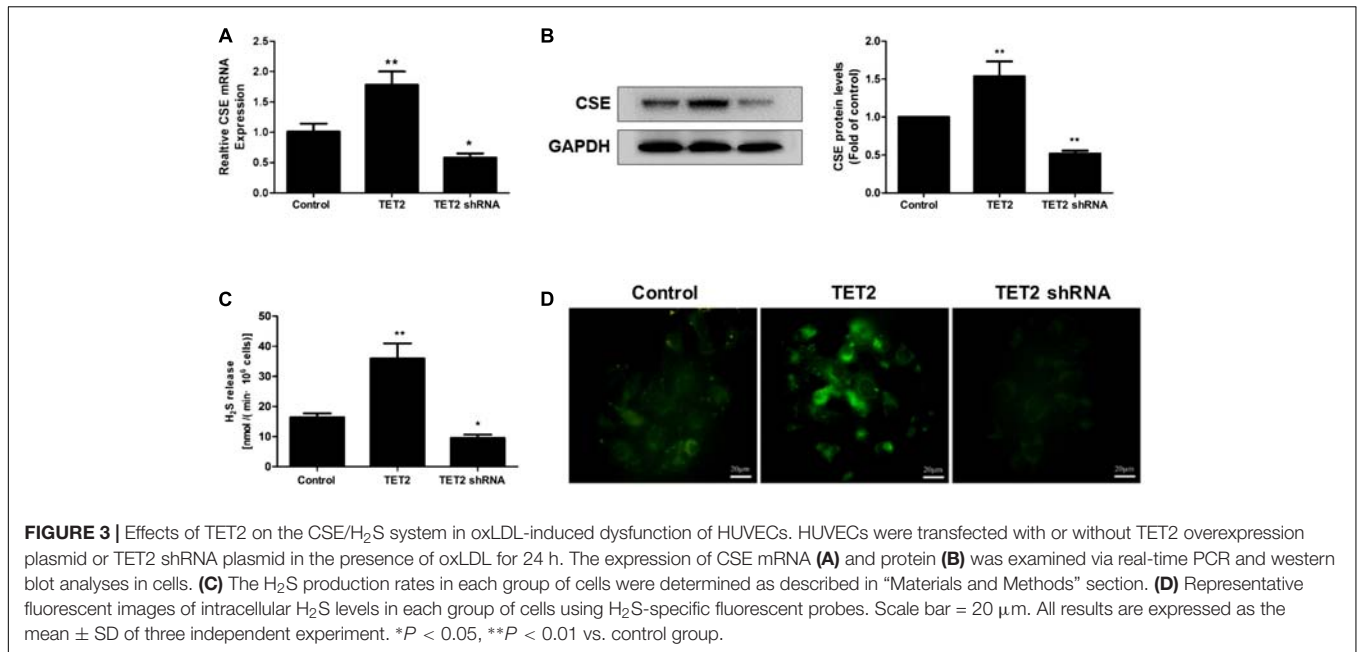 A
Realtive CSE mRNA
Expression
2.5
2.0
1.5
1.0
0.5
0.0
**
*
Control
TET2
TET2 shRNA
B
CSE
GAPDH
CSE protein levels
(Fold of control)
2.0
1.5
1.0
0.5
0.0
**
**
Control
TET2
TET2 shRNA
C
H₂S release
[nmol /( min· 10⁶ cells)]
50
40
30
20
10
0
**
*
Control
TET2
TET2 shRNA
D
Control
TET2
TET2 shRNA
20μm
20μm
20μm
FIGURE 3 | Effects of TET2 on the CSE/H₂S system in oxLDL-induced dysfunction of HUVECs. HUVECs were transfected with or without TET2 overexpression
plasmid or TET2 shRNA plasmid in the presence of oxLDL for 24 h. The expression of CSE mRNA (A) and protein (B) was examined via real-time PCR and western
blot analyses in cells. (C) The H₂S production rates in each group of cells were determined as described in “Materials and Methods” section. (D) Representative
fluorescent images of intracellular H₂S levels in each group of cells using H₂S-specific fluorescent probes. Scale bar = 20 μm. All results are expressed as the
mean ± SD of three independent experiment. *P < 0.05, **P < 0.01 vs. control group.